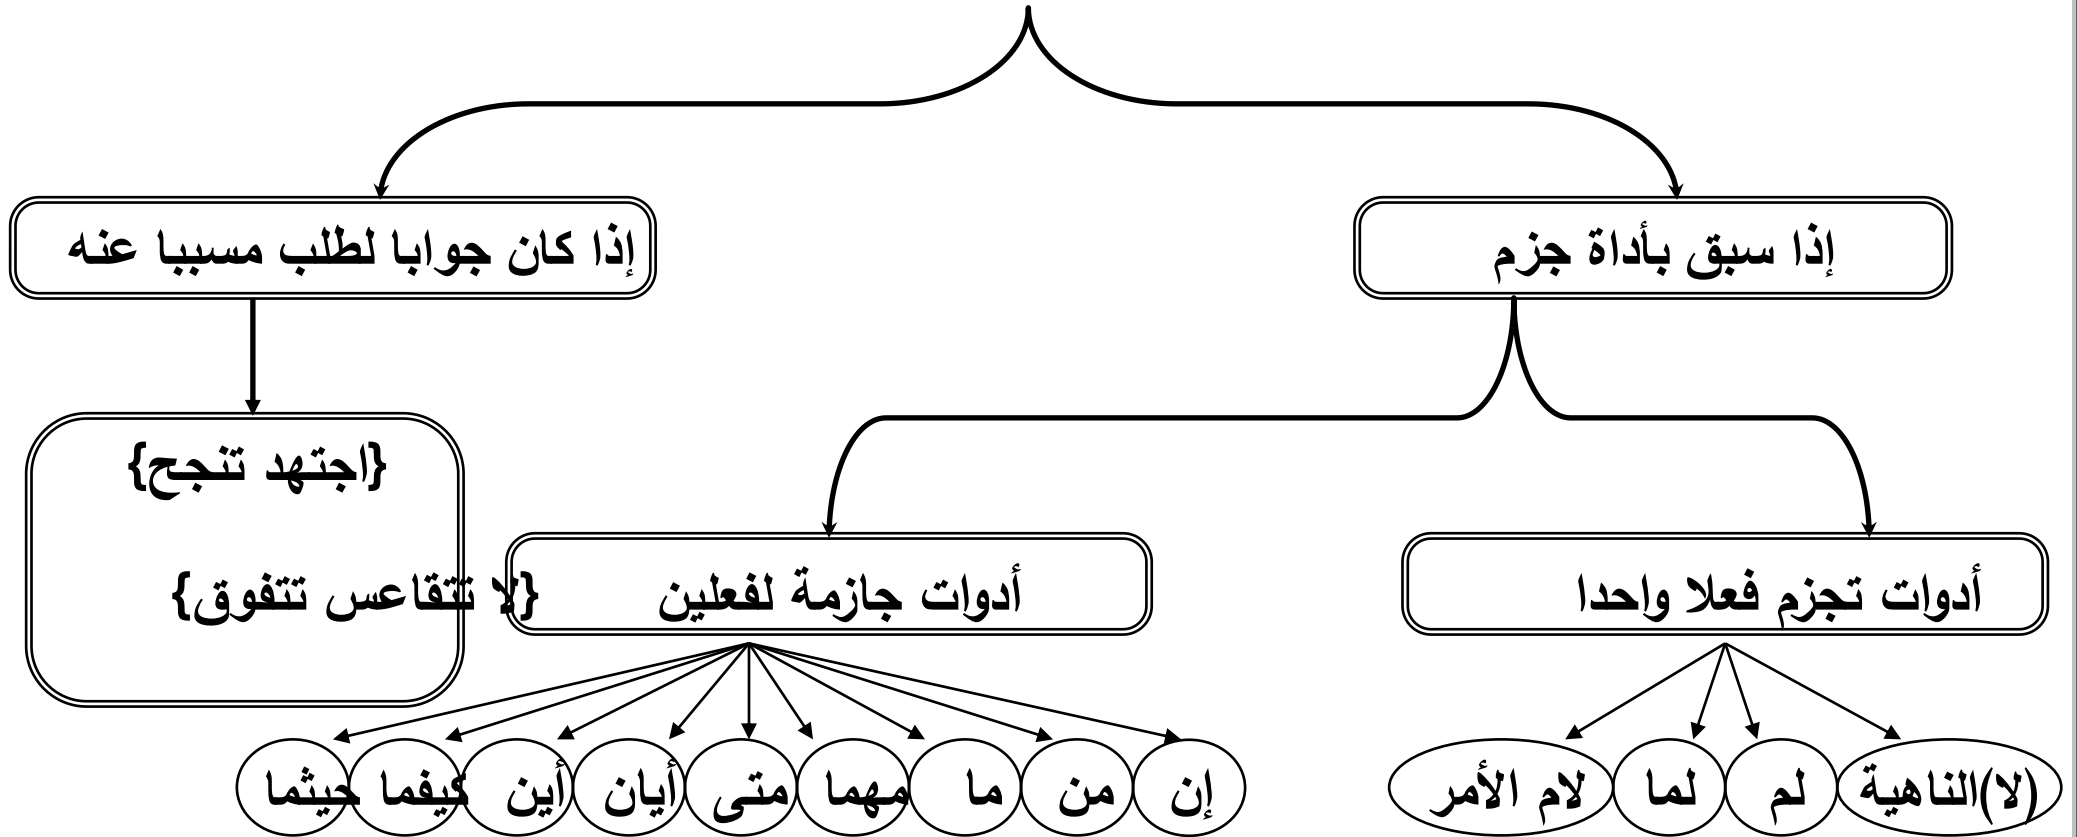 إذا سبق بأداة جزم
إذا كان جوابا لطلب مسببا عنه
{اجتهد تنجح}
{لا تتقاعس تتفوق}
أدوات تجزم فعلا واحدا
أدوات جازمة لفعلين
(لا)الناهية
لم
لما
لام الأمر
إن
من
ما
مهما
متى
أيان
أين
كيفما
حيثما